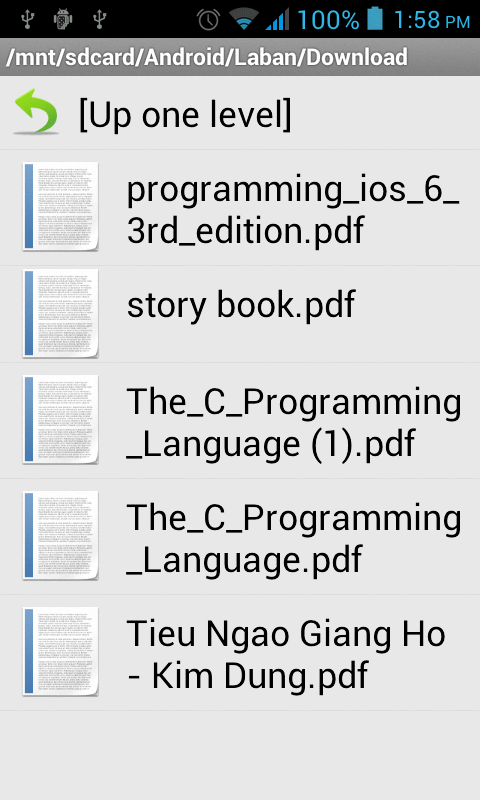 100% 1:58 PM
/mnt/sdcard/Android/Laban/Download
[Up one level]
programming_ios_6_
3rd_edition.pdf
story book.pdf
The_C_Programming
_Language (1).pdf
The_C_Programming
_Language.pdf
Tieu Ngao Giang Ho
- Kim Dung.pdf